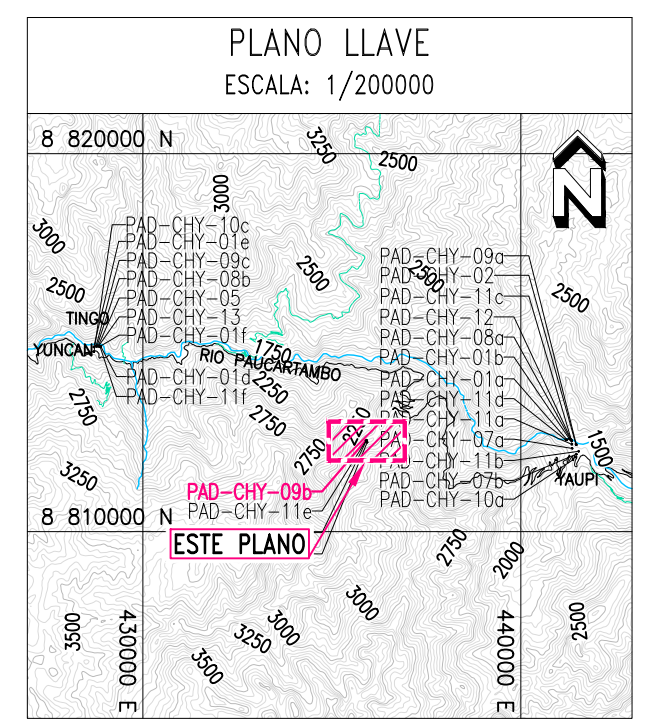 PLANO LLAVE
ESCALA: 1/200000
8 820000 N
3250
2500
N
3000
3000
PAD-CHY-10c
PAD-CHY-01e
PAD-CHY-09c
PAD-CHY-08b
PAD-CHY-05
PAD-CHY-13
PAD-CHY-01f
PAD-CHY-01d
PAD-CHY-11f
2500
TINGO
YUNCAN
2750
3250
1750
RIO PAUCARTAMBO
2250
2750
2500
PAD-CHY-09a
PAD-CHY-02
PAD-CHY-11c
PAD-CHY-12
PAD-CHY-08a
PAD-CHY-01b
PAD-CHY-01a
PAD-CHY-11d
PAD-CHY-11a
PAD-CHY-07a
PAD-CHY-11b
PAD-CHY-07b
PAD-CHY-10a
2500
2500
1500
YAUPI
2750
PAD-CHY-09b
PAD-CHY-11e
8 810000 N
ESTE PLANO
2750
2000
3500
430000 E
3250
3000
3000
3500
440000 E
2500